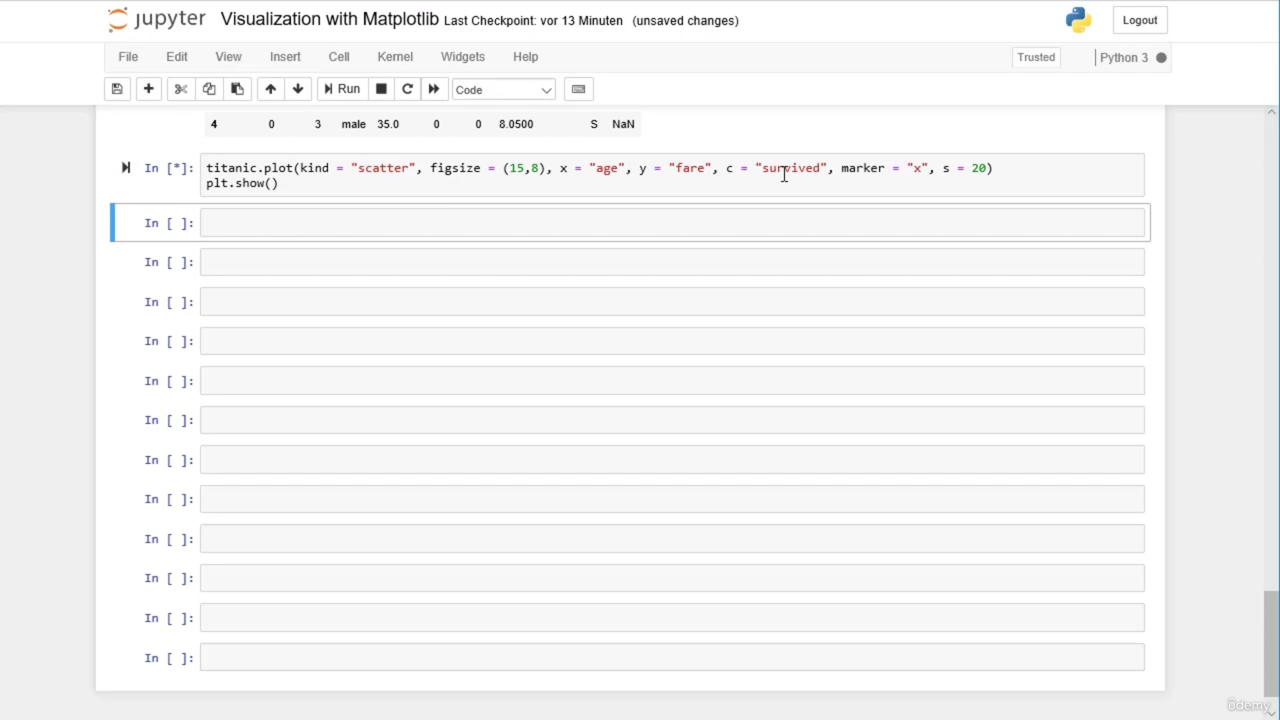 jupyter Visualization with Matplotlib Last Checkpoint: vor 13 Minuten (unsaved changes) Logout
File Edit View Insert Cell Kernel Widgets Help Trusted Python 3
Run Code
4 0 3 male 35.0 0 0 8.0500 S NaN
In [*]: titanic.plot(kind = "scatter", figsize = (15,8), x = "age", y = "fare", c = "survived", marker = "x", s = 20)
plt.show()
In [ ]:
In [ ]:
In [ ]:
In [ ]:
In [ ]:
In [ ]:
In [ ]:
In [ ]:
In [ ]:
In [ ]:
In [ ]:
In [ ]:
ûdemy